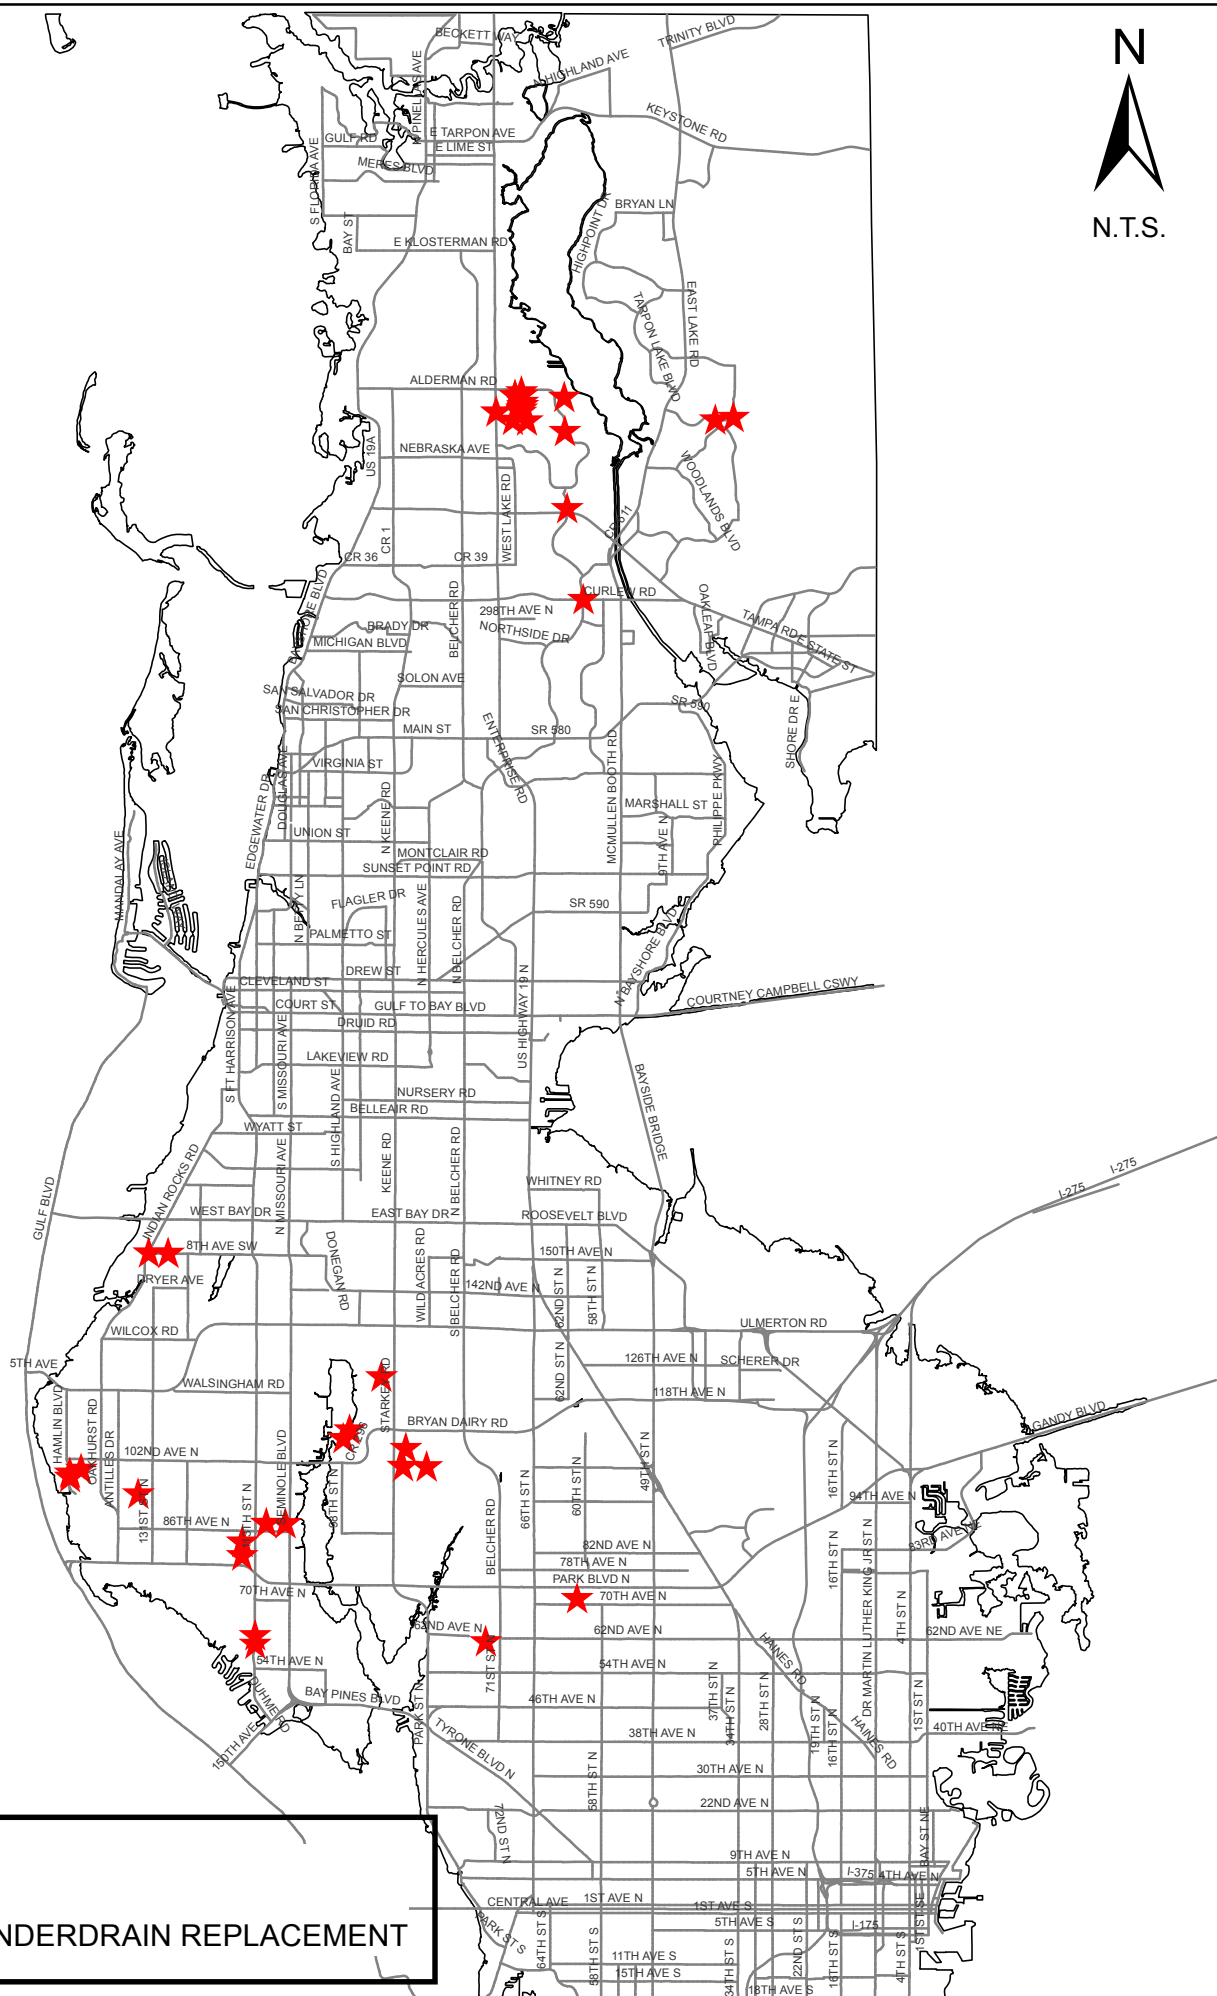 BECKETT WAY
TRINITY BLVD
N
N PINELLAS AVE
N HIGHLAND AVE
KEYSTONE RD
GULF RD
E TARPON AVE
E LIME ST
MERES BLVD
S FLORIDA AVE
BAY ST
BRYAN LN
N.T.S.
E KLOSTERMAN RD
HIGHPOINT DR
EAST LAKE RD
TARPON LAKE BLVD
ALDERMAN RD
US 19A
NEBRASKA AVE
WOODLANDS BLVD
WEST LAKE RD
CR 611
CR 1
CR 36
CR 39
BAYSHORE BLVD
BELCHER RD
CURLEW RD
298TH AVE N
OAKLEAF BLVD
TAMPA RD
E STATE ST
BRADY DR
NORTHSIDE DR
MICHIGAN BLVD
SOLON AVE
SAN SALVADOR DR
SAN CHRISTOPHER DR
SR 590
SHORE DR E
MAIN ST
ENTERPRISE RD
SR 580
MCMULLEN BOOTH RD
VIRGINIA ST
DOUGLAS AVE
EDGEWATER DR
N KEENE RD
PHILIPPE PKWY
MARSHALL ST
UNION ST
9TH AVE N
MANDALAY AVE
MONTCLAIR RD
SUNSET POINT RD
FLAGLER DR
N BETTY LN
N HERCULES AVE
N BELCHER RD
SR 590
PALMETTO ST
N BAYSHORE BLVD
DREW ST
CLEVELAND ST
US HIGHWAY 19 N
COURTNEY CAMPBELL CSWY
COURT ST
GULF TO BAY BLVD
DRUID RD
S FT HARRISON AVE
S MISSOURI AVE
LAKEVIEW RD
S HIGHLAND AVE
BAYSIDE BRIDGE
NURSERY RD
BELLEAIR RD
WYATT ST
KEENE RD
N BELCHER RD
N MISSOURI AVE
INDIAN ROCKS RD
I-275
I-275
GULF BLVD
WHITNEY RD
WEST BAY DR
EAST BAY DR
ROOSEVELT BLVD
8TH AVE SW
DONEGAN RD
WILD ACRES RD
S BELCHER RD
150TH AVE N
DRYER AVE
142ND AVE N
62ND ST N
58TH ST N
WILCOX RD
ULMERTON RD
5TH AVE
62ND ST N
126TH AVE N
SCHERER DR
WALSINGHAM RD
STARKEY RD
118TH AVE N
HAMLIN BLVD
OAKHURST RD
ANTILLES DR
CR 296
BRYAN DAIRY RD
GANDY BLVD
102ND AVE N
SEMINOLE BLVD
98TH ST N
49TH ST N
16TH ST N
131ST ST N
113TH ST N
66TH ST N
60TH ST N
94TH AVE N
86TH AVE N
BELCHER RD
82ND AVE N
83RD AVE NE
78TH AVE N
16TH ST N
DR MARTIN LUTHER KING JR ST N
PARK BLVD N
70TH AVE N
70TH AVE N
4TH ST N
62ND AVE N
62ND AVE N
62ND AVE NE
HAINES RD
54TH AVE N
71ST ST N
54TH AVE N
DUHME RD
BAY PINES BLVD
PARK ST N
46TH AVE N
37TH ST N
34TH ST N
28TH ST N
19TH ST N
16TH ST N
HAINES RD
1ST ST N
150TH AVE
TYRONE BLVD N
38TH AVE N
40TH AVE NE
30TH AVE N
58TH ST N
22ND AVE N
72ND ST N
BAY ST NE
9TH AVE N
5TH AVE N
I-375
4TH AVE N
CENTRAL AVE
1ST AVE N
1ST AVE S
PARK ST S
5TH AVE S
I-175
1ST ST SE
NDERDRAIN REPLACEMENT
64TH ST S
58TH ST S
11TH AVE S
15TH AVE S
34TH ST S
22ND ST S
16TH ST S
4TH ST S
18TH AVE S